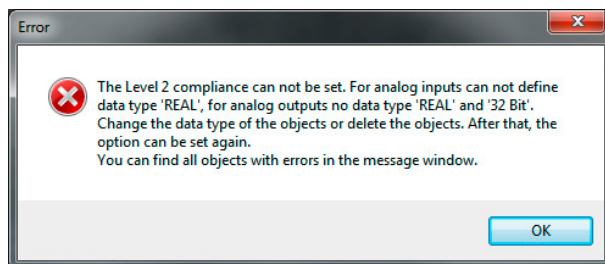 Error
The Level 2 compliance can not be set. For analog inputs can not define
data type 'REAL', for analog outputs no data type 'REAL' and '32 Bit'.
Change the data type of the objects or delete the objects. After that, the
option can be set again.
You can find all objects with errors in the message window.
OK